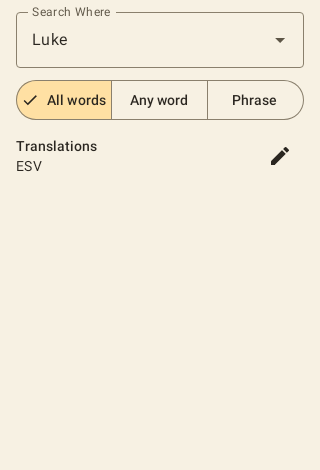 Search Where
Luke
All words
Any word
Phrase
Translations
ESV